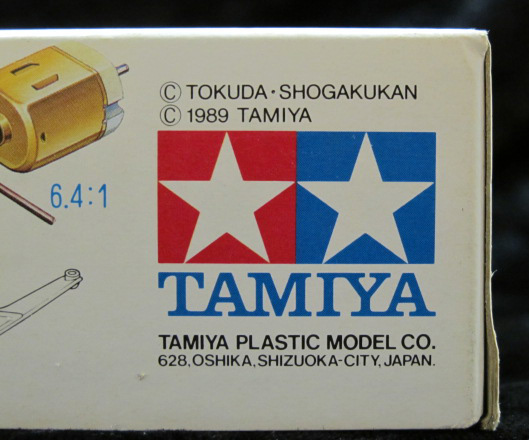 © TOKUDA・SHOGAKUKAN
© 1989 TAMIYA
6.4:1
TAMIYA
TAMIYA PLASTIC MODEL CO.
628, OSHIKA, SHIZUOKA-CITY, JAPAN.